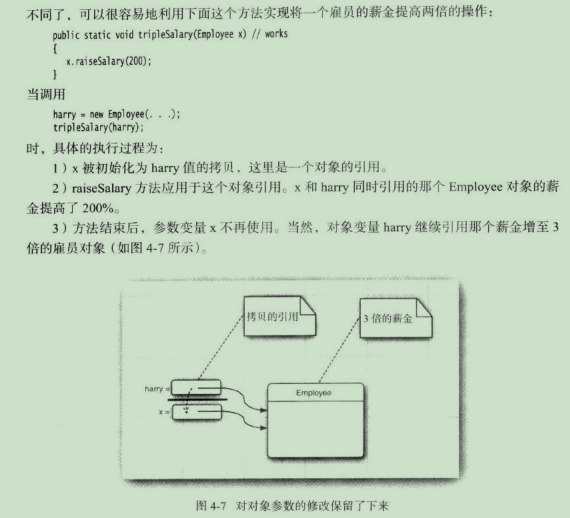 不同了，可以很容易地利用下面这个方法实现将一个雇员的薪金提高两倍的操作：
public static void tripleSalary(Employee x) // works
{
x.raiseSalary(200);
}
当调用
harry = new Employee(. . .);
tripleSalary(harry);
时，具体的执行过程为：
1）x 被初始化为 harry 值的拷贝，这里是一个对象的引用。
2）raiseSalary 方法应用于这个对象引用。x 和 harry 同时引用的那个 Employee 对象的薪
金提高了 200%。
3）方法结束后，参数变量 x 不再使用。当然，对象变量 harry 继续引用那个薪金增至 3
倍的雇员对象（如图 4-7 所示）。
拷贝的引用
3 倍的薪金
harry =
Employee
x =
图 4-7 对对象参数的修改保留了下来